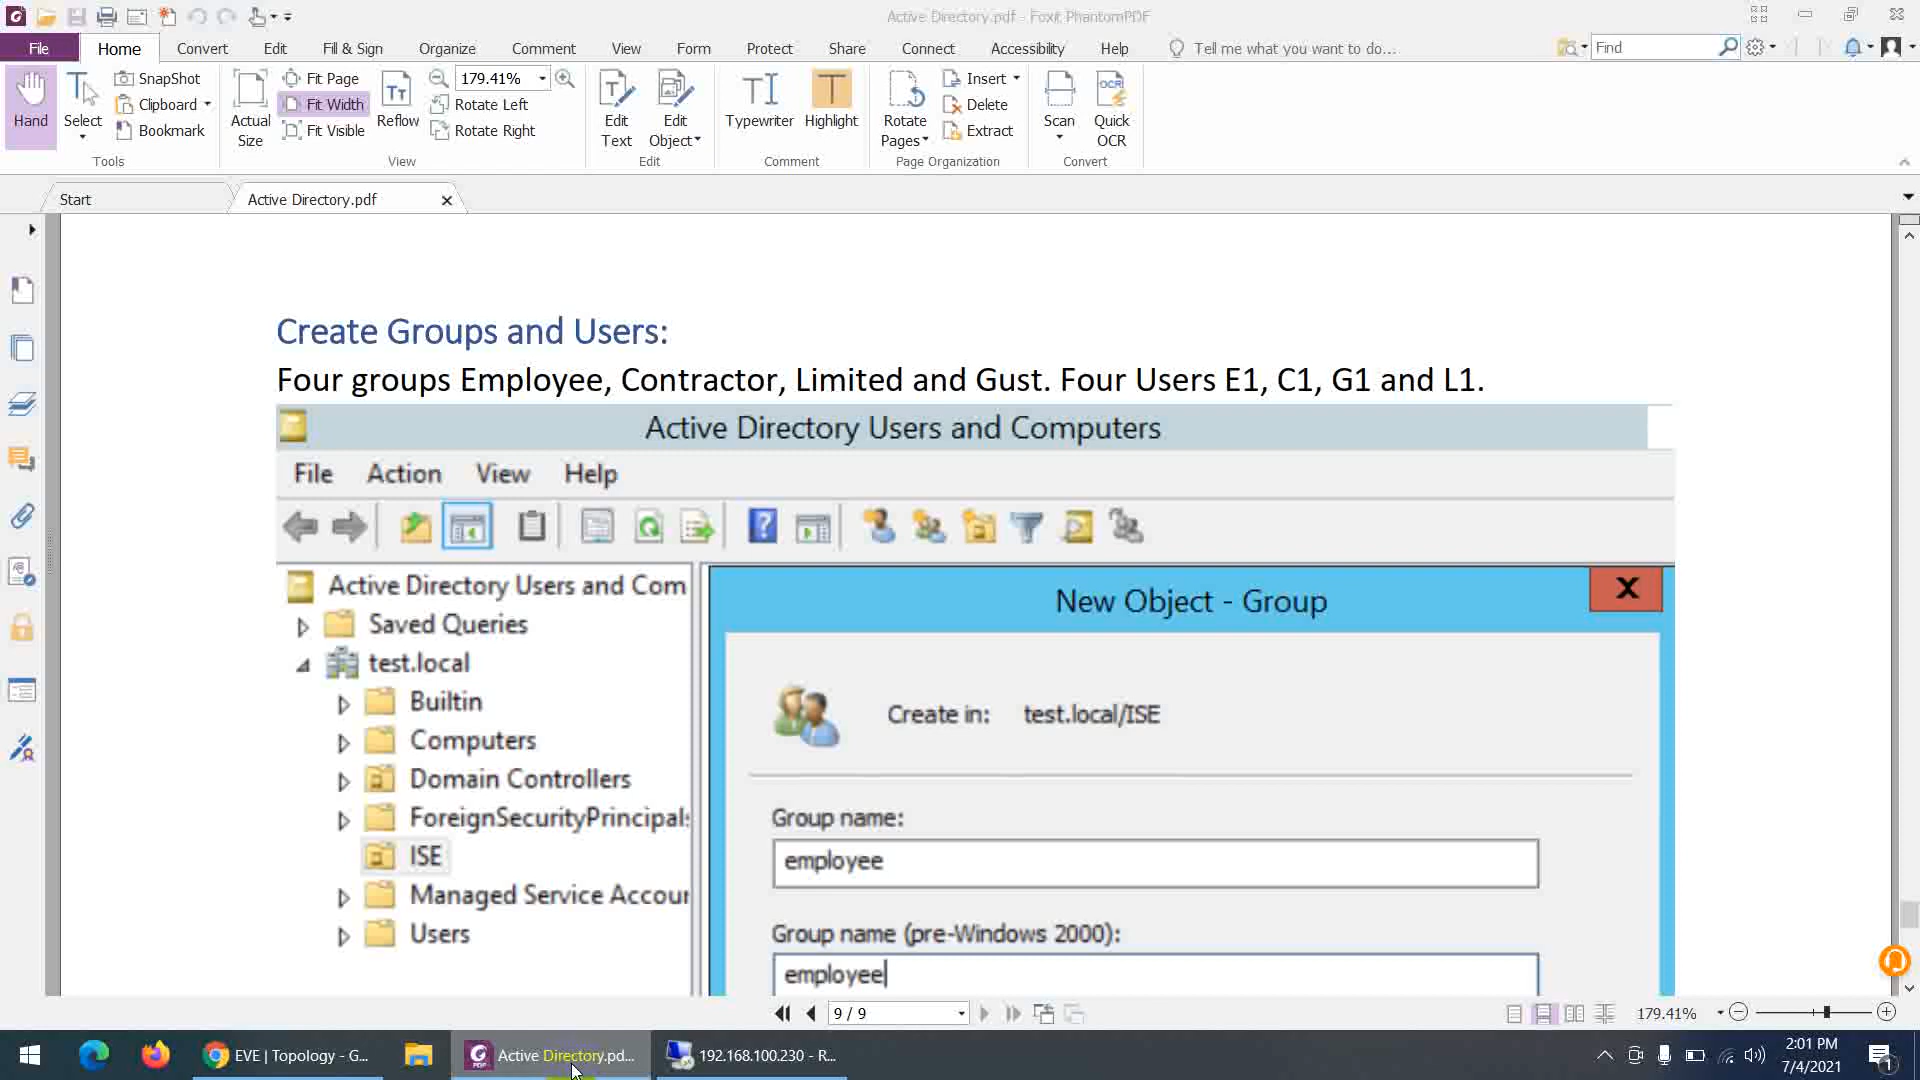 Active Directory.pdf - Foxit PhantomPDF
File Home Convert Edit Fill & Sign Organize Comment View Form Protect Share Connect Accessibility Help Tell me what you want to do... Find
Hand
Select
SnapShot
Clipboard
Bookmark
Tools
Actual Size
Fit Page
Fit Width
Fit Visible
Reflow
179.41%
Rotate Left
Rotate Right
View
Edit Text
Edit Object
Edit
Typewriter
Highlight
Comment
Rotate Pages
Insert
Delete
Extract
Page Organization
Scan
Quick OCR
Convert
Start Active Directory.pdf
Create Groups and Users:
Four groups Employee, Contractor, Limited and Gust. Four Users E1, C1, G1 and L1.
Active Directory Users and Computers
File Action View Help
Active Directory Users and Com
Saved Queries
test.local
Builtin
Computers
Domain Controllers
ForeignSecurityPrincipals
ISE
Managed Service Accour
Users
New Object - Group
X
Create in: test.local/ISE
Group name:
employee
Group name (pre-Windows 2000):
employee
9 / 9
179.41%
EVE | Topology - G...
Active Directory.pd...
192.168.100.230 - R...
2:01 PM
7/4/2021
1